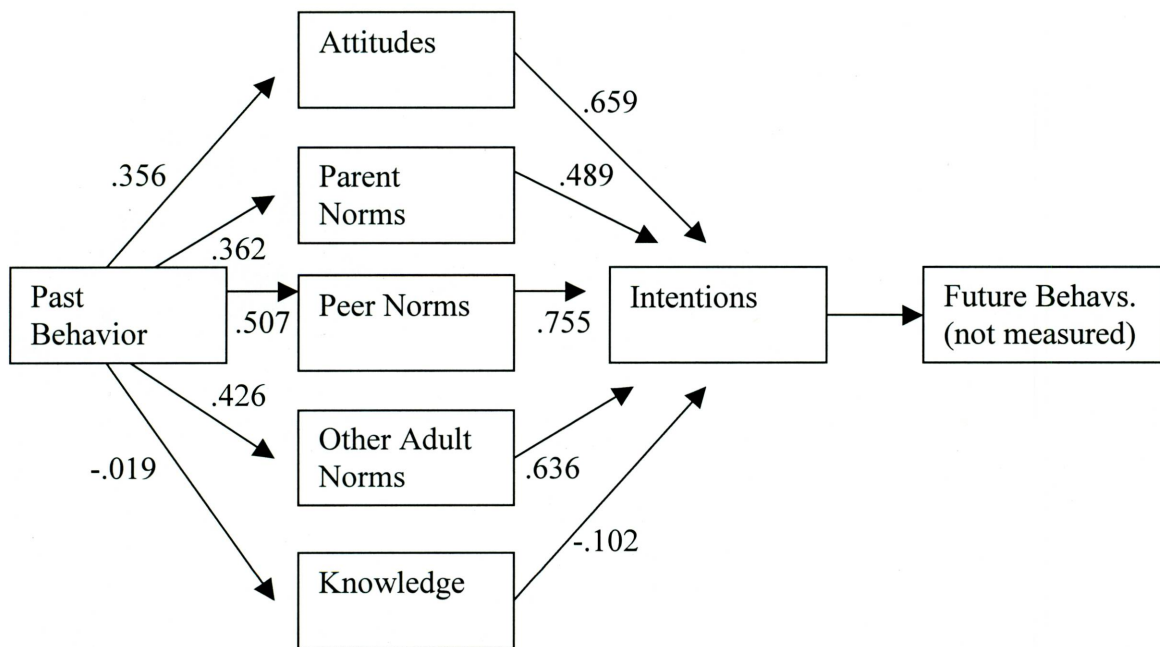 Attitudes
.659
.356
Parent
Norms
.489
.362
Past
Behavior
.507
Peer Norms
.755
Intentions
Future Behavs.
(not measured)
.426
Other Adult
Norms
.636
-.019
-.102
Knowledge